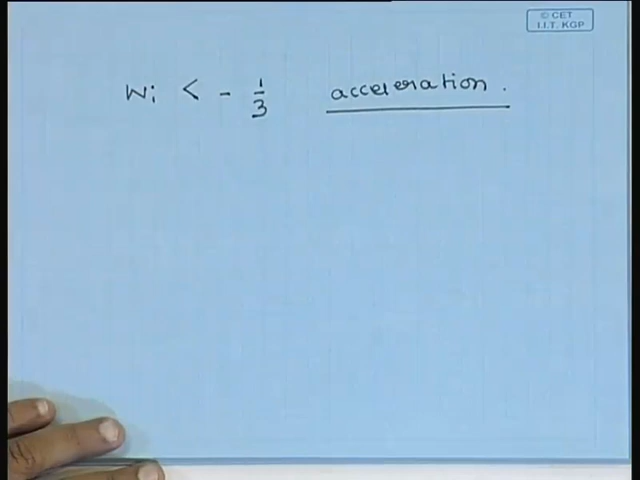 © CET
I.I.T. KGP
wi < - 1/3 acceleration.